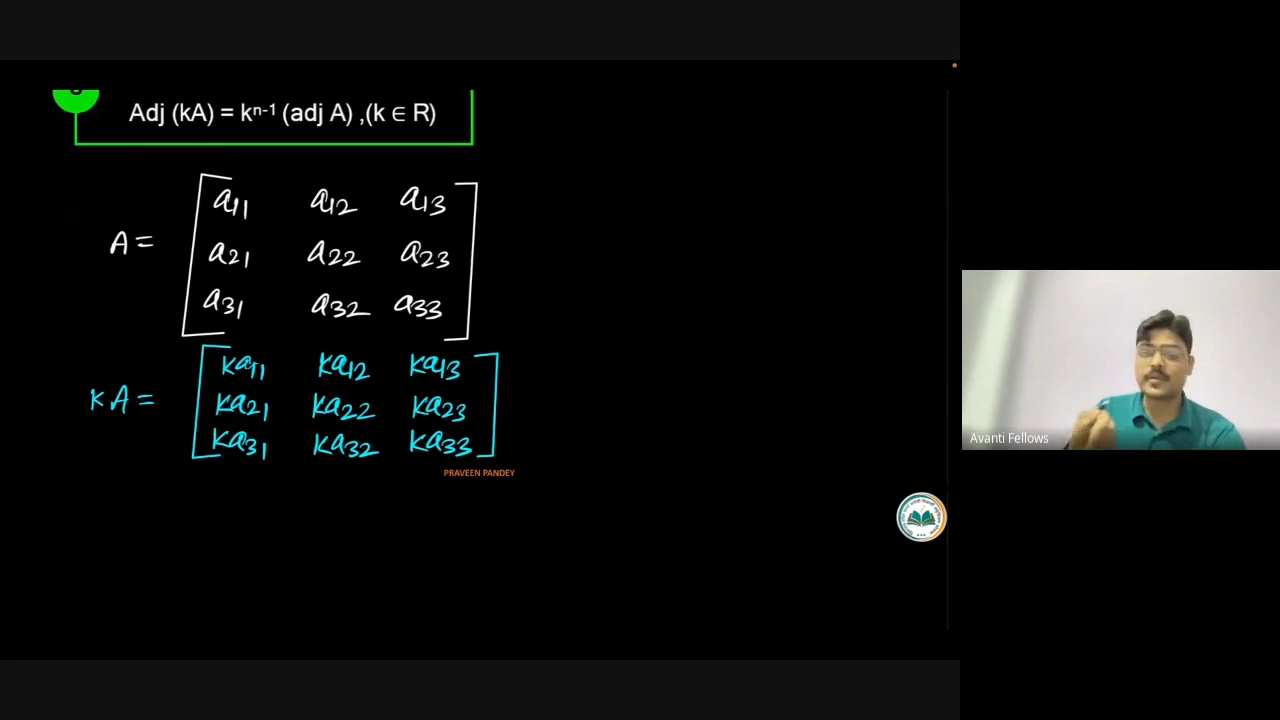 Adj (kA) = kⁿ⁻¹ (adj A) ,(k ∈ R)
a11 a12 a13
A = a21 a22 a23
a31 a32 a33
ka11 ka12 ka13
kA = ka21 ka22 ka23
ka31 ka32 ka33
PRAVEEN PANDEY
Avanti Fellows